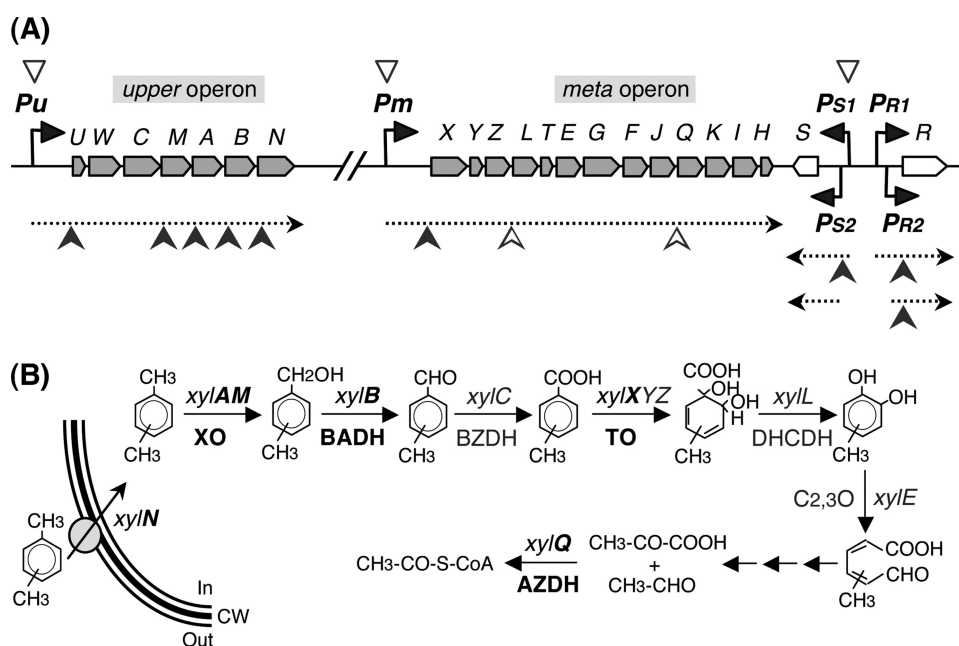 (A)
Pu
upper operon
U W C M A B N
Pm
meta operon
X Y Z L T E G F J Q K I H
S
PS1 PR1
R
PS2 PR2
(B)
CH3
CH3
xylAM
XO
CH2OH
CH3
xylB
BADH
CHO
CH3
xylC
BZDH
COOH
CH3
xylXYZ
TO
COOH
OH
OH
H
CH3
xylL
DHCDH
OH
OH
CH3
C2,3O xylE
COOH
CHO
CH3
CH3-CO-COOH
+
CH3-CHO
xylQ
AZDH
CH3-CO-S-CoA
CH3
CH3
xylN
In
CW
Out